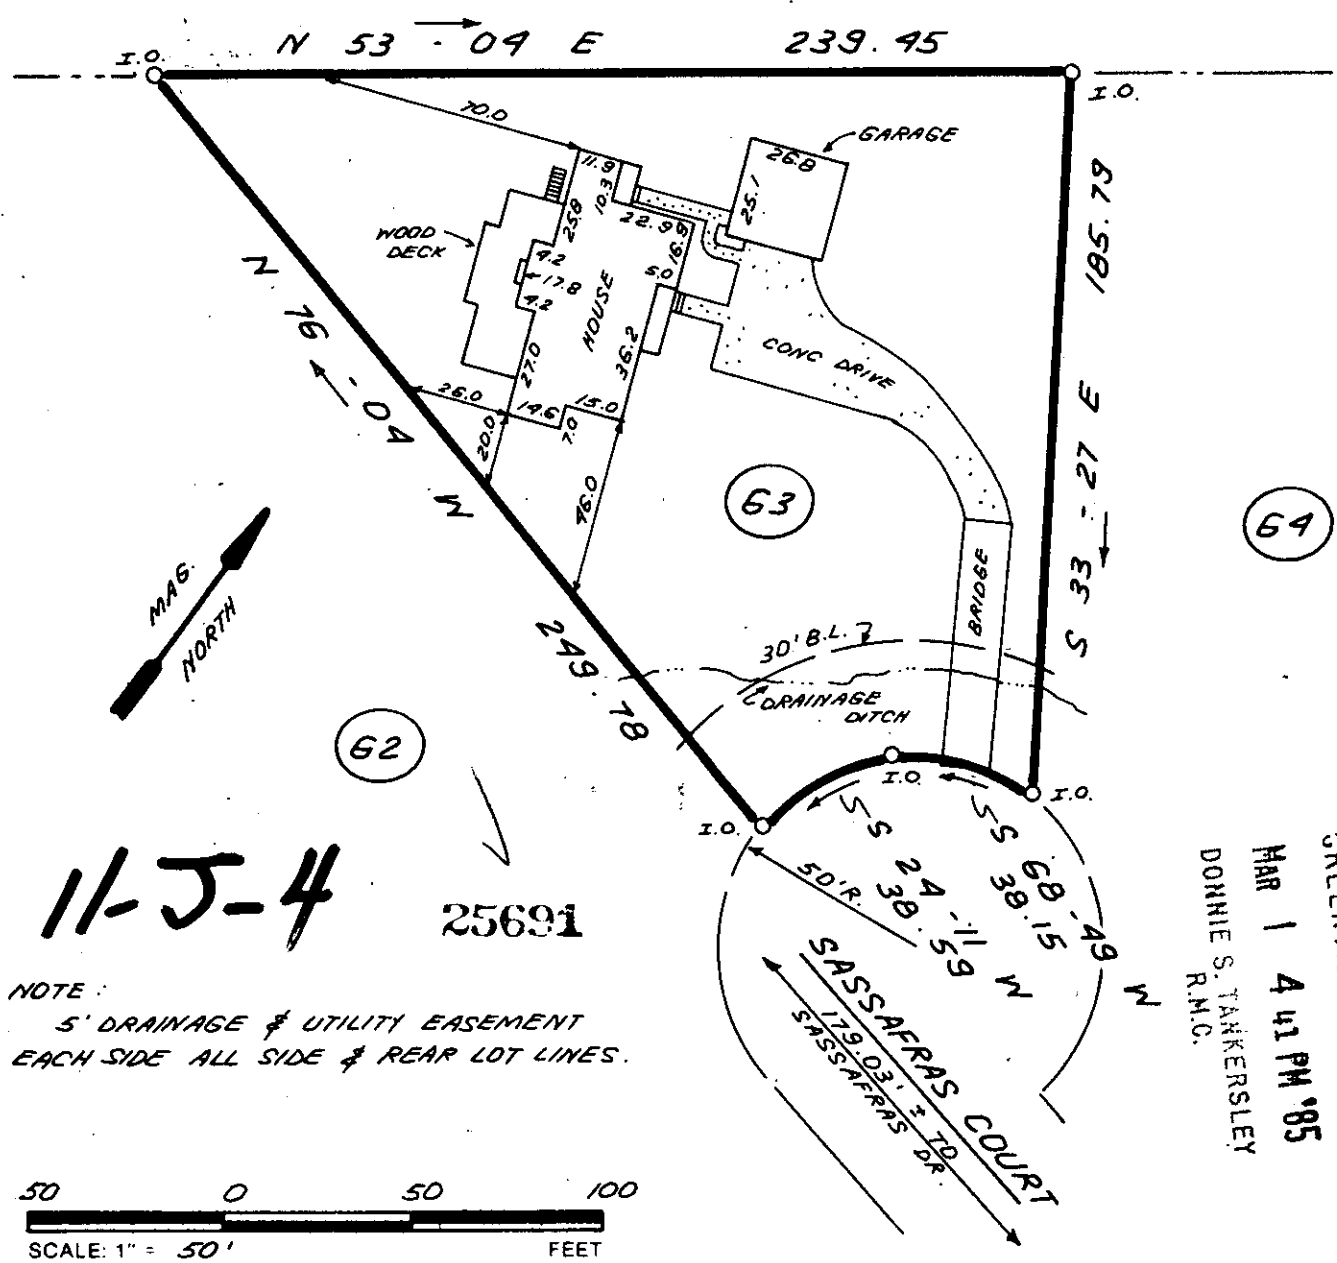 N 53 - 04 E 239.45
I.O.
I.O.
70.0
GARAGE
26.8
25.1
11.9
10.3
22.9
16.9
25.8
WOOD
DECK
4.2
17.8
4.2
5.0
HOUSE
36.2
27.0
CONC DRIVE
S 33 - 27 E 185.79
N 76 - 04 W 249.78
26.0
14.6
15.0
7.0
20.0
46.0
63
64
MAG.
NORTH
BRIDGE
30' B.L.
DRAINAGE
DITCH
62
I.O.
I.O.
I.O.
S 24 - 11 W
38.59
S 68 - 49 W
38.15
50' R.
11-J-4
25691
SASSAFRAS COURT
179.03' ± TO
SASSAFRAS DR.
MAR 1 4 41 PM '85
DONNIE S. TANKERSLEY
R.M.C.
NOTE :
5' DRAINAGE & UTILITY EASEMENT
EACH SIDE ALL SIDE & REAR LOT LINES.
50 0 50 100
SCALE: 1" = 50' FEET